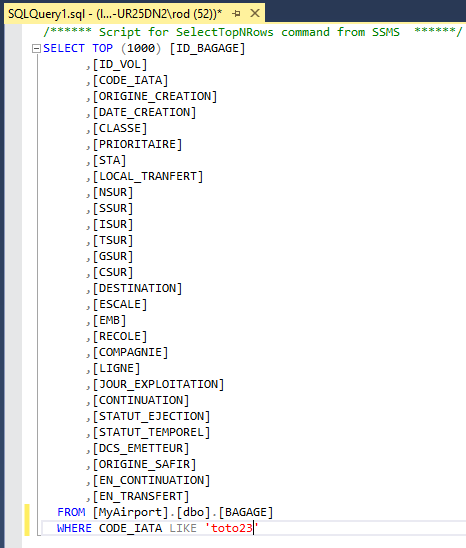 SQLQuery1.sql - (l...-UR25DN2\rod (52))*
/****** Script for SelectTopNRows command from SSMS  ******/
SELECT TOP (1000) [ID_BAGAGE]
,[ID_VOL]
,[CODE_IATA]
,[ORIGINE_CREATION]
,[DATE_CREATION]
,[CLASSE]
,[PRIORITAIRE]
,[STA]
,[LOCAL_TRANFERT]
,[NSUR]
,[SSUR]
,[ISUR]
,[TSUR]
,[GSUR]
,[CSUR]
,[DESTINATION]
,[ESCALE]
,[EMB]
,[RECOLE]
,[COMPAGNIE]
,[LIGNE]
,[JOUR_EXPLOITATION]
,[CONTINUATION]
,[STATUT_EJECTION]
,[STATUT_TEMPOREL]
,[DCS_EMETTEUR]
,[ORIGINE_SAFIR]
,[EN_CONTINUATION]
,[EN_TRANSFERT]
FROM [MyAirport].[dbo].[BAGAGE]
WHERE CODE_IATA LIKE 'toto23'